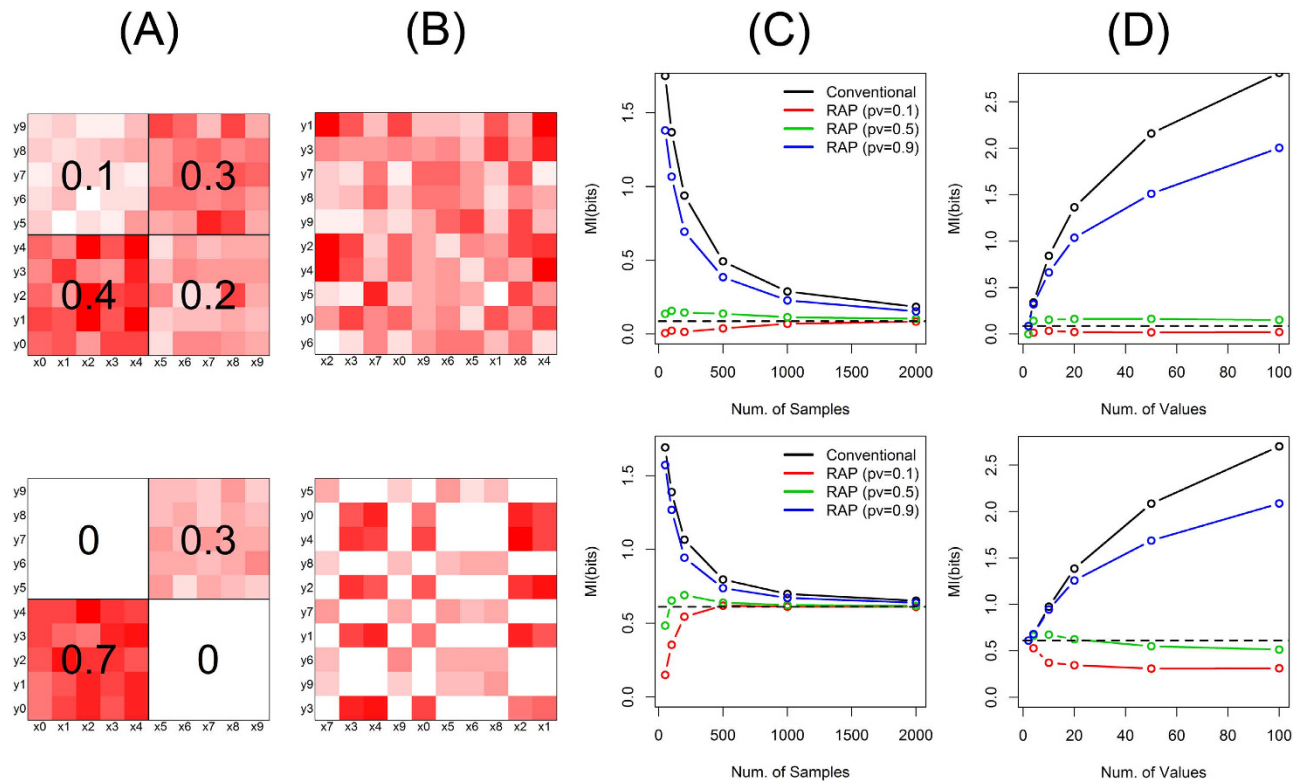 (A)
(B)
(C)
(D)
y9
y8
y7
y6
y5
y4
y3
y2
y1
y0
0.1
0.3
0.4
0.2
x0 x1 x2 x3 x4 x5 x6 x7 x8 x9
y1
y3
y7
y8
y9
y2
y4
y5
y0
y6
x2 x3 x7 x0 x9 x6 x5 x1 x8 x4
MI(bits)
0.0 0.5 1.0 1.5
Conventional
RAP (pv=0.1)
RAP (pv=0.5)
RAP (pv=0.9)
0 500 1000 1500 2000
Num. of Samples
MI(bits)
0.0 0.5 1.0 1.5 2.0 2.5
0 20 40 60 80 100
Num. of Values
y9
y8
y7
y6
y5
y4
y3
y2
y1
y0
0
0.3
0.7
0
x0 x1 x2 x3 x4 x5 x6 x7 x8 x9
y5
y0
y4
y8
y2
y7
y1
y6
y9
y3
x7 x3 x4 x9 x0 x5 x6 x8 x2 x1
MI(bits)
0.0 0.5 1.0 1.5
Conventional
RAP (pv=0.1)
RAP (pv=0.5)
RAP (pv=0.9)
0 500 1000 1500 2000
Num. of Samples
MI(bits)
0.0 0.5 1.0 1.5 2.0 2.5
0 20 40 60 80 100
Num. of Values